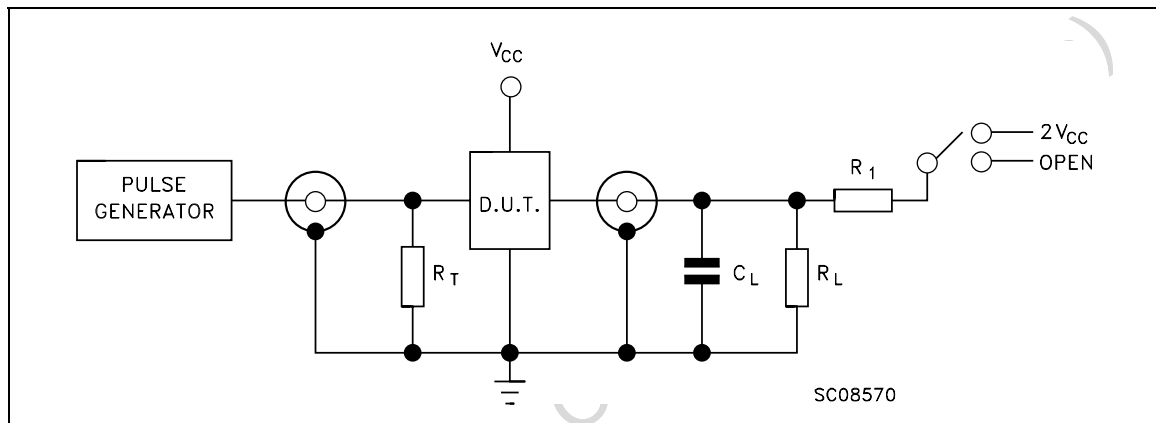 VCC
PULSE
GENERATOR
D.U.T.
RT
CL
RL
R1
2VCC
OPEN
SC08570